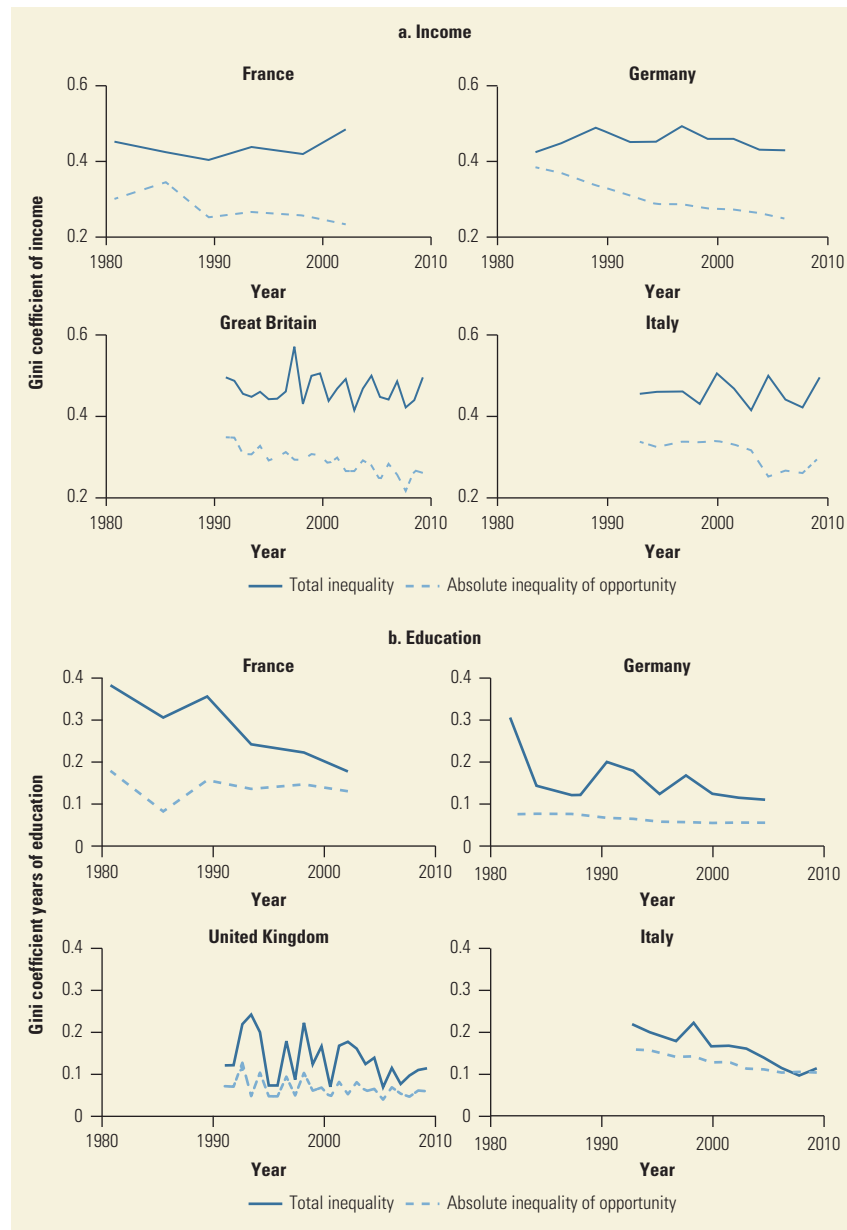 a. Income
France
Germany
Gini coefficient of income
0.6
0.4
0.2
1980 1990 2000 2010
Year
0.6
0.4
0.2
1980 1990 2000 2010
Year
Great Britain
Italy
0.6
0.4
0.2
1980 1990 2000 2010
Year
0.6
0.4
0.2
1980 1990 2000 2010
Year
Total inequality Absolute inequality of opportunity
b. Education
France
Germany
Gini coefficient years of education
0.4
0.3
0.2
0.1
0
1980 1990 2000 2010
Year
0.4
0.3
0.2
0.1
0
1980 1990 2000 2010
Year
United Kingdom
Italy
0.4
0.3
0.2
0.1
0
1980 1990 2000 2010
Year
0.4
0.3
0.2
0.1
0
1980 1990 2000 2010
Year
Total inequality Absolute inequality of opportunity